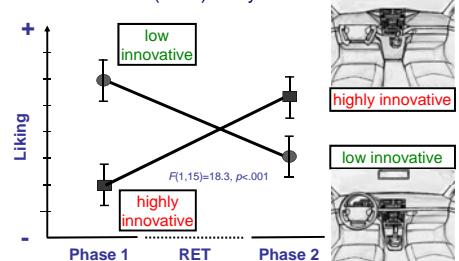 +
low
innovative
highly innovative
Liking
low innovative
F(1,15)=18.3, p<.001
highly
innovative
-
Phase 1
RET
Phase 2